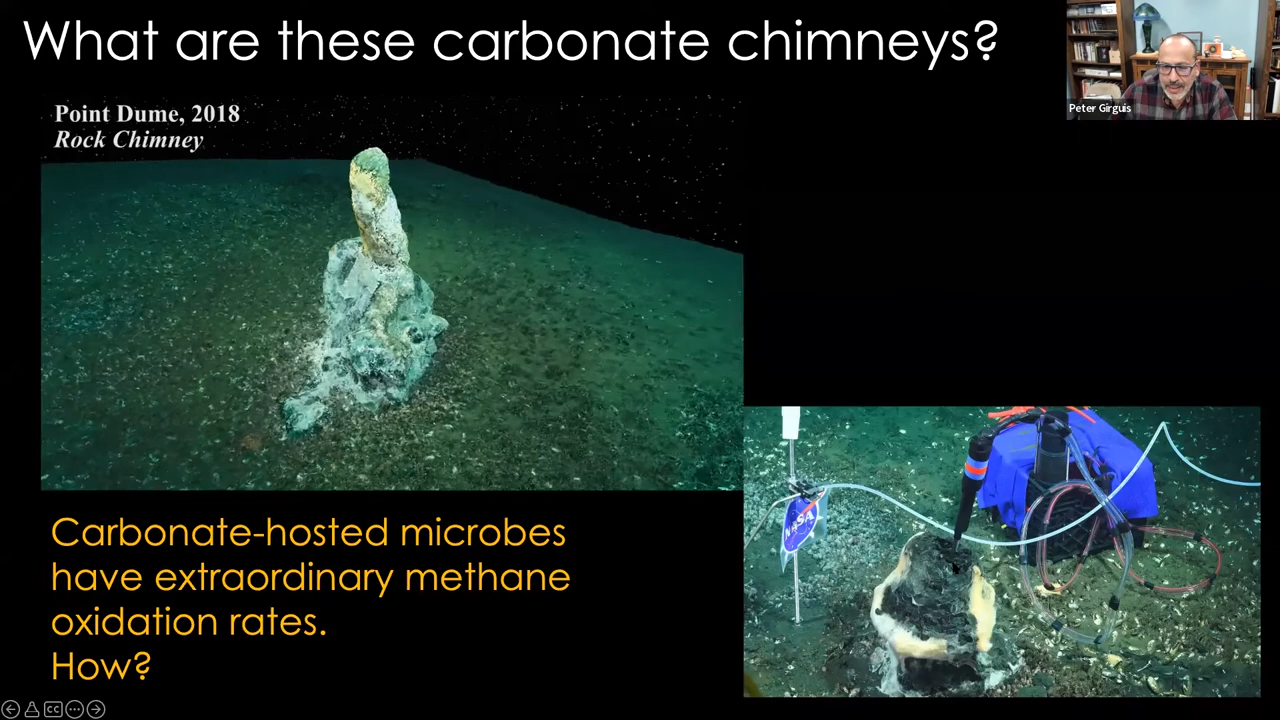 What are these carbonate chimneys?
Peter Girguis
Point Dume, 2018
Rock Chimney
NASA
Carbonate-hosted microbes
have extraordinary methane
oxidation rates.
How?
CC